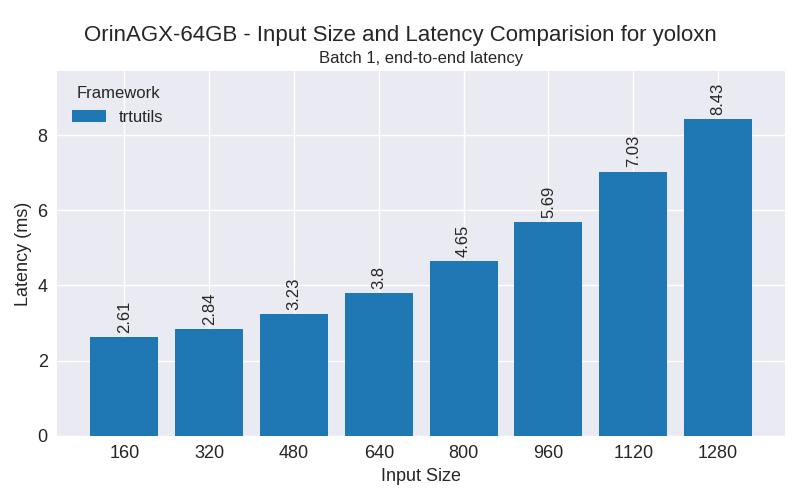 OrinAGX-64GB - Input Size and Latency Comparision for yoloxn
Batch 1, end-to-end latency
Framework
trtutils
Latency (ms)
8
6
4
2
0
2.61
2.84
3.23
3.8
4.65
5.69
7.03
8.43
160 320 480 640 800 960 1120 1280
Input Size